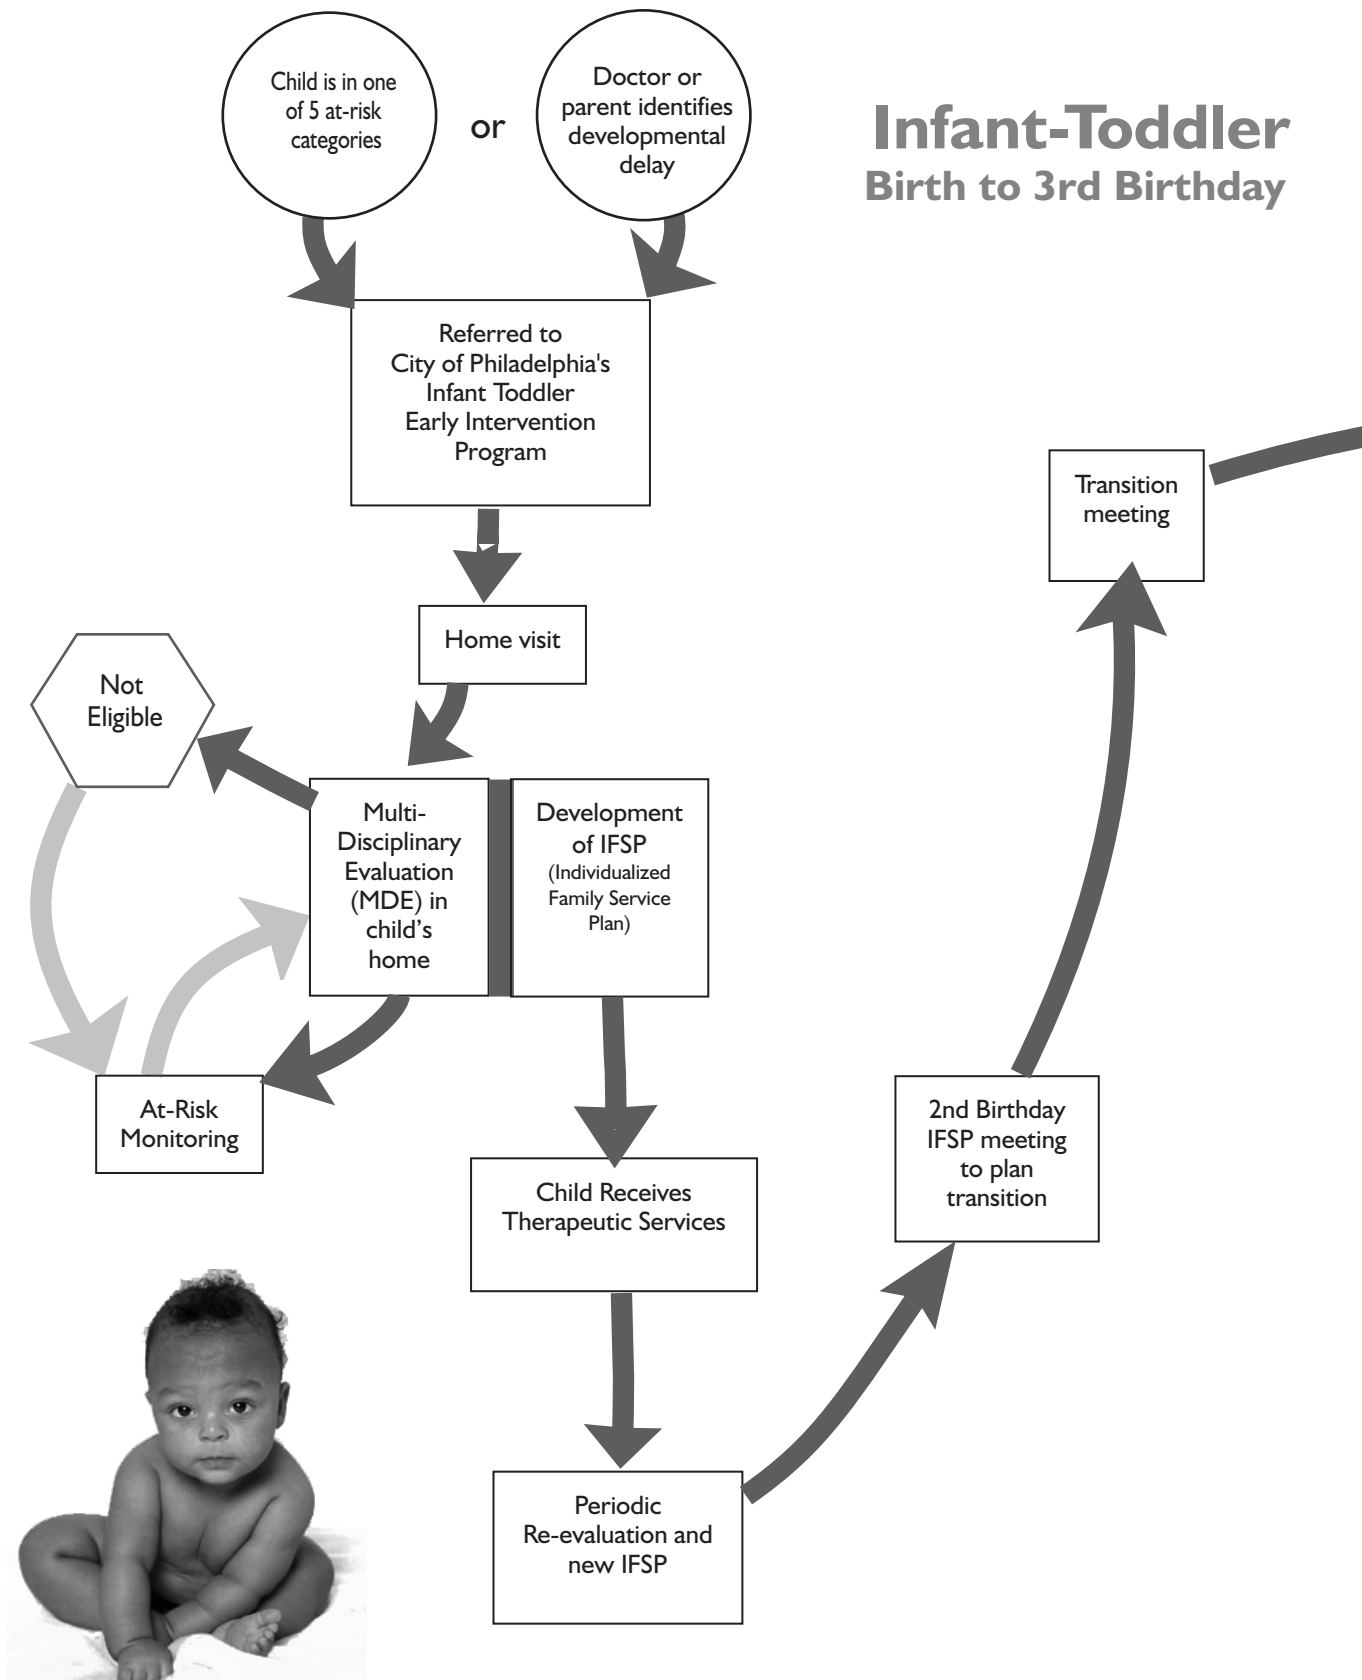 Child is in one
of 5 at-risk
categories
or
Doctor or
parent identifies
developmental
delay
Infant-Toddler
Birth to 3rd Birthday
Referred to
City of Philadelphia's
Infant Toddler
Early Intervention
Program
Home visit
Not
Eligible
Multi-
Disciplinary
Evaluation
(MDE) in
child’s
home
Development
of IFSP
(Individualized
Family Service
Plan)
At-Risk
Monitoring
Child Receives
Therapeutic Services
Periodic
Re-evaluation and
new IFSP
2nd Birthday
IFSP meeting
to plan
transition
Transition
meeting